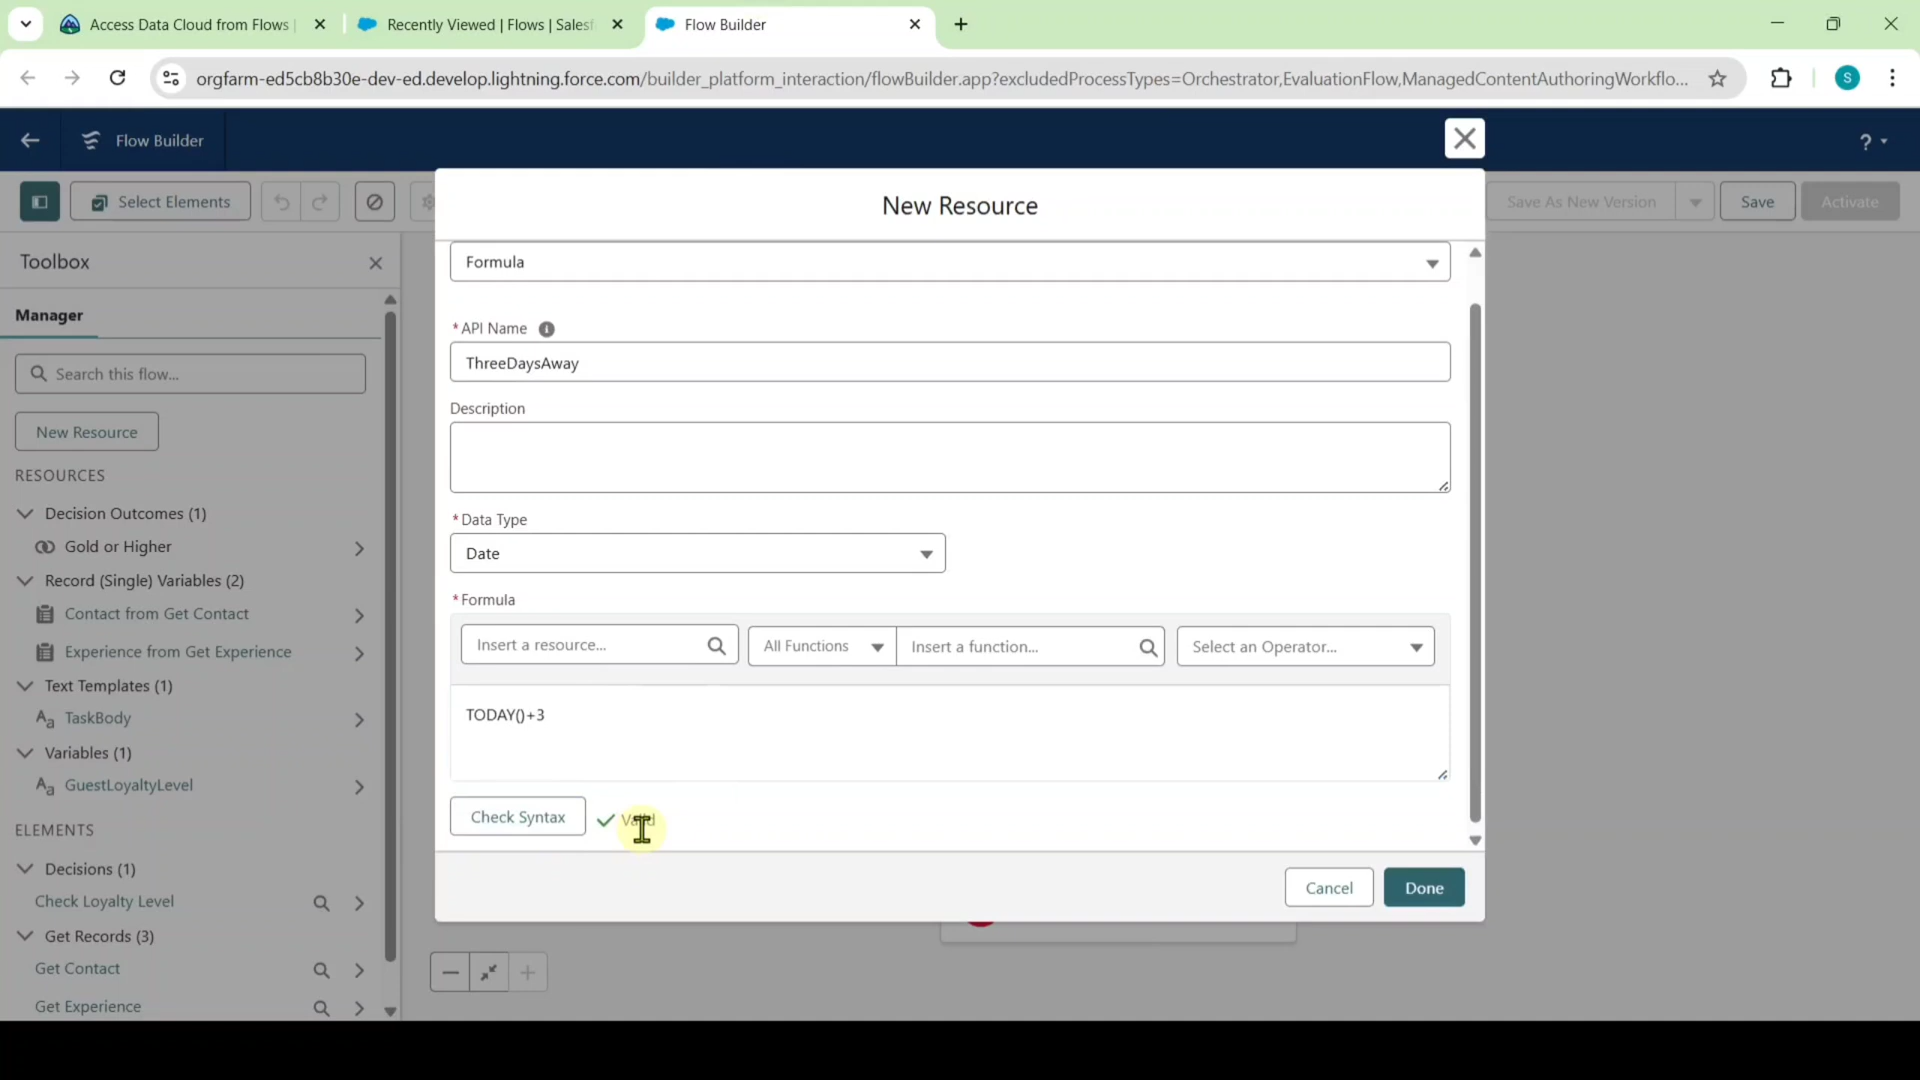 Access Data Cloud from Flows |
Recently Viewed | Flows | Salesf
Flow Builder
orgfarm-ed5cb8b30e-dev-ed.develop.lightning.force.com/builder_platform_interaction/flowBuilder.app?excludedProcessTypes=Orchestrator,EvaluationFlow,ManagedContentAuthoringWorkflo...
S
Flow Builder
?
Select Elements
Save As New Version
Save
Activate
Toolbox
Manager
Search this flow...
New Resource
RESOURCES
Decision Outcomes (1)
Gold or Higher
Record (Single) Variables (2)
Contact from Get Contact
Experience from Get Experience
Text Templates (1)
TaskBody
Variables (1)
GuestLoyaltyLevel
ELEMENTS
Decisions (1)
Check Loyalty Level
Get Records (3)
Get Contact
Get Experience
New Resource
Formula
*API Name
ThreeDaysAway
Description
*Data Type
Date
*Formula
Insert a resource...
All Functions
Insert a function...
Select an Operator...
TODAY()+3
Check Syntax
Valid
Cancel
Done